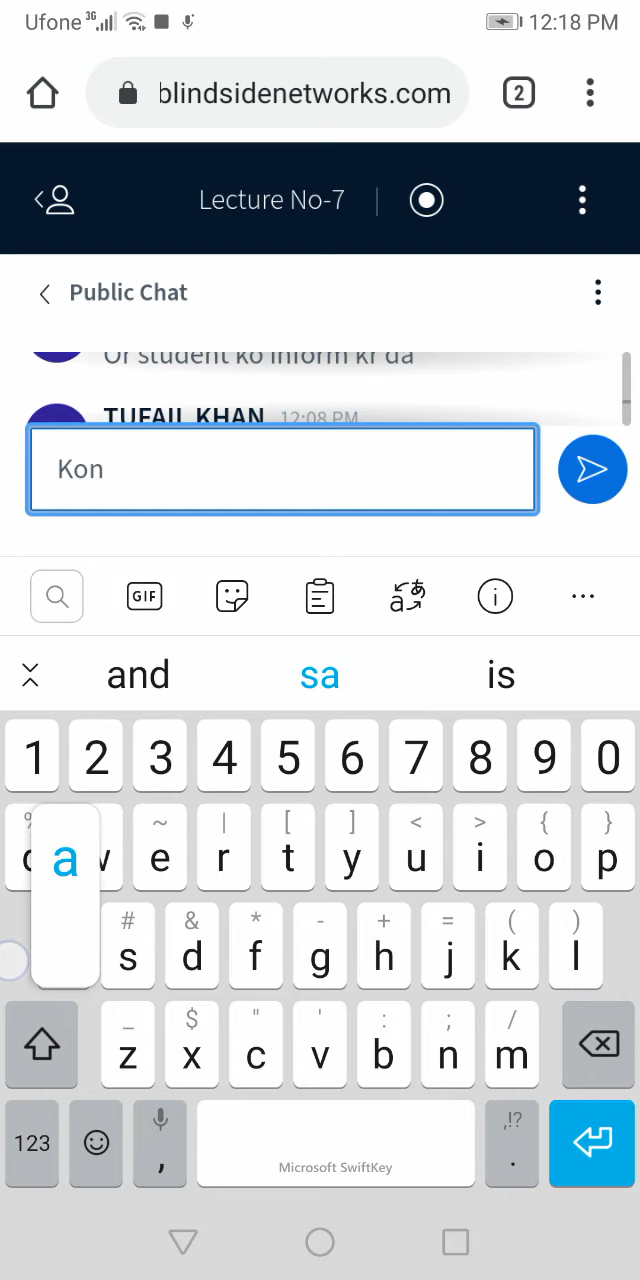 Ufone 3G 12:18 PM
blindsidenetworks.com 2
Lecture No-7
Public Chat
Or student ko inform kr da
TUFAIL KHAN 12:08 PM
Kon
GIF
and sa is
1 2 3 4 5 6 7 8 9 0
~ | [ ] < > { }
a w e r t y u i o p
# & * - + = ( )
s d f g h j k l
_ $ " ' : ; /
z x c v b n m
123 , Microsoft SwiftKey ,!? .